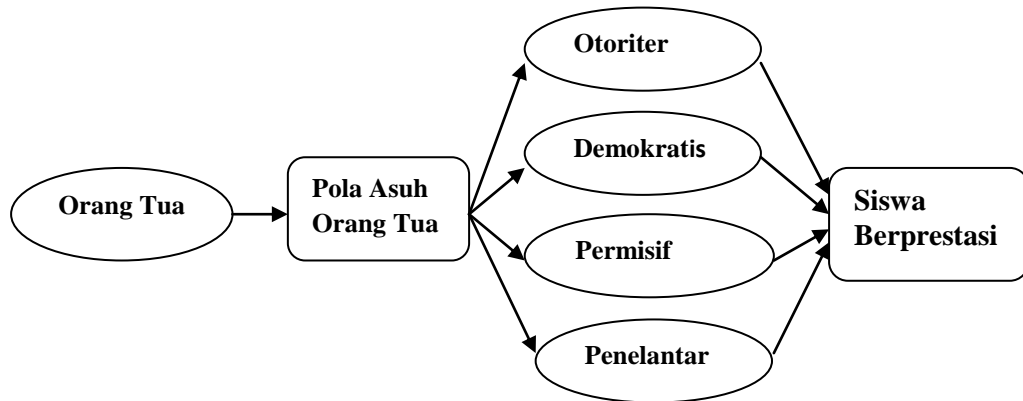 Otoriter
Demokratis
Orang Tua
Pola Asuh
Orang Tua
Permisif
Penelantar
Siswa
Berprestasi